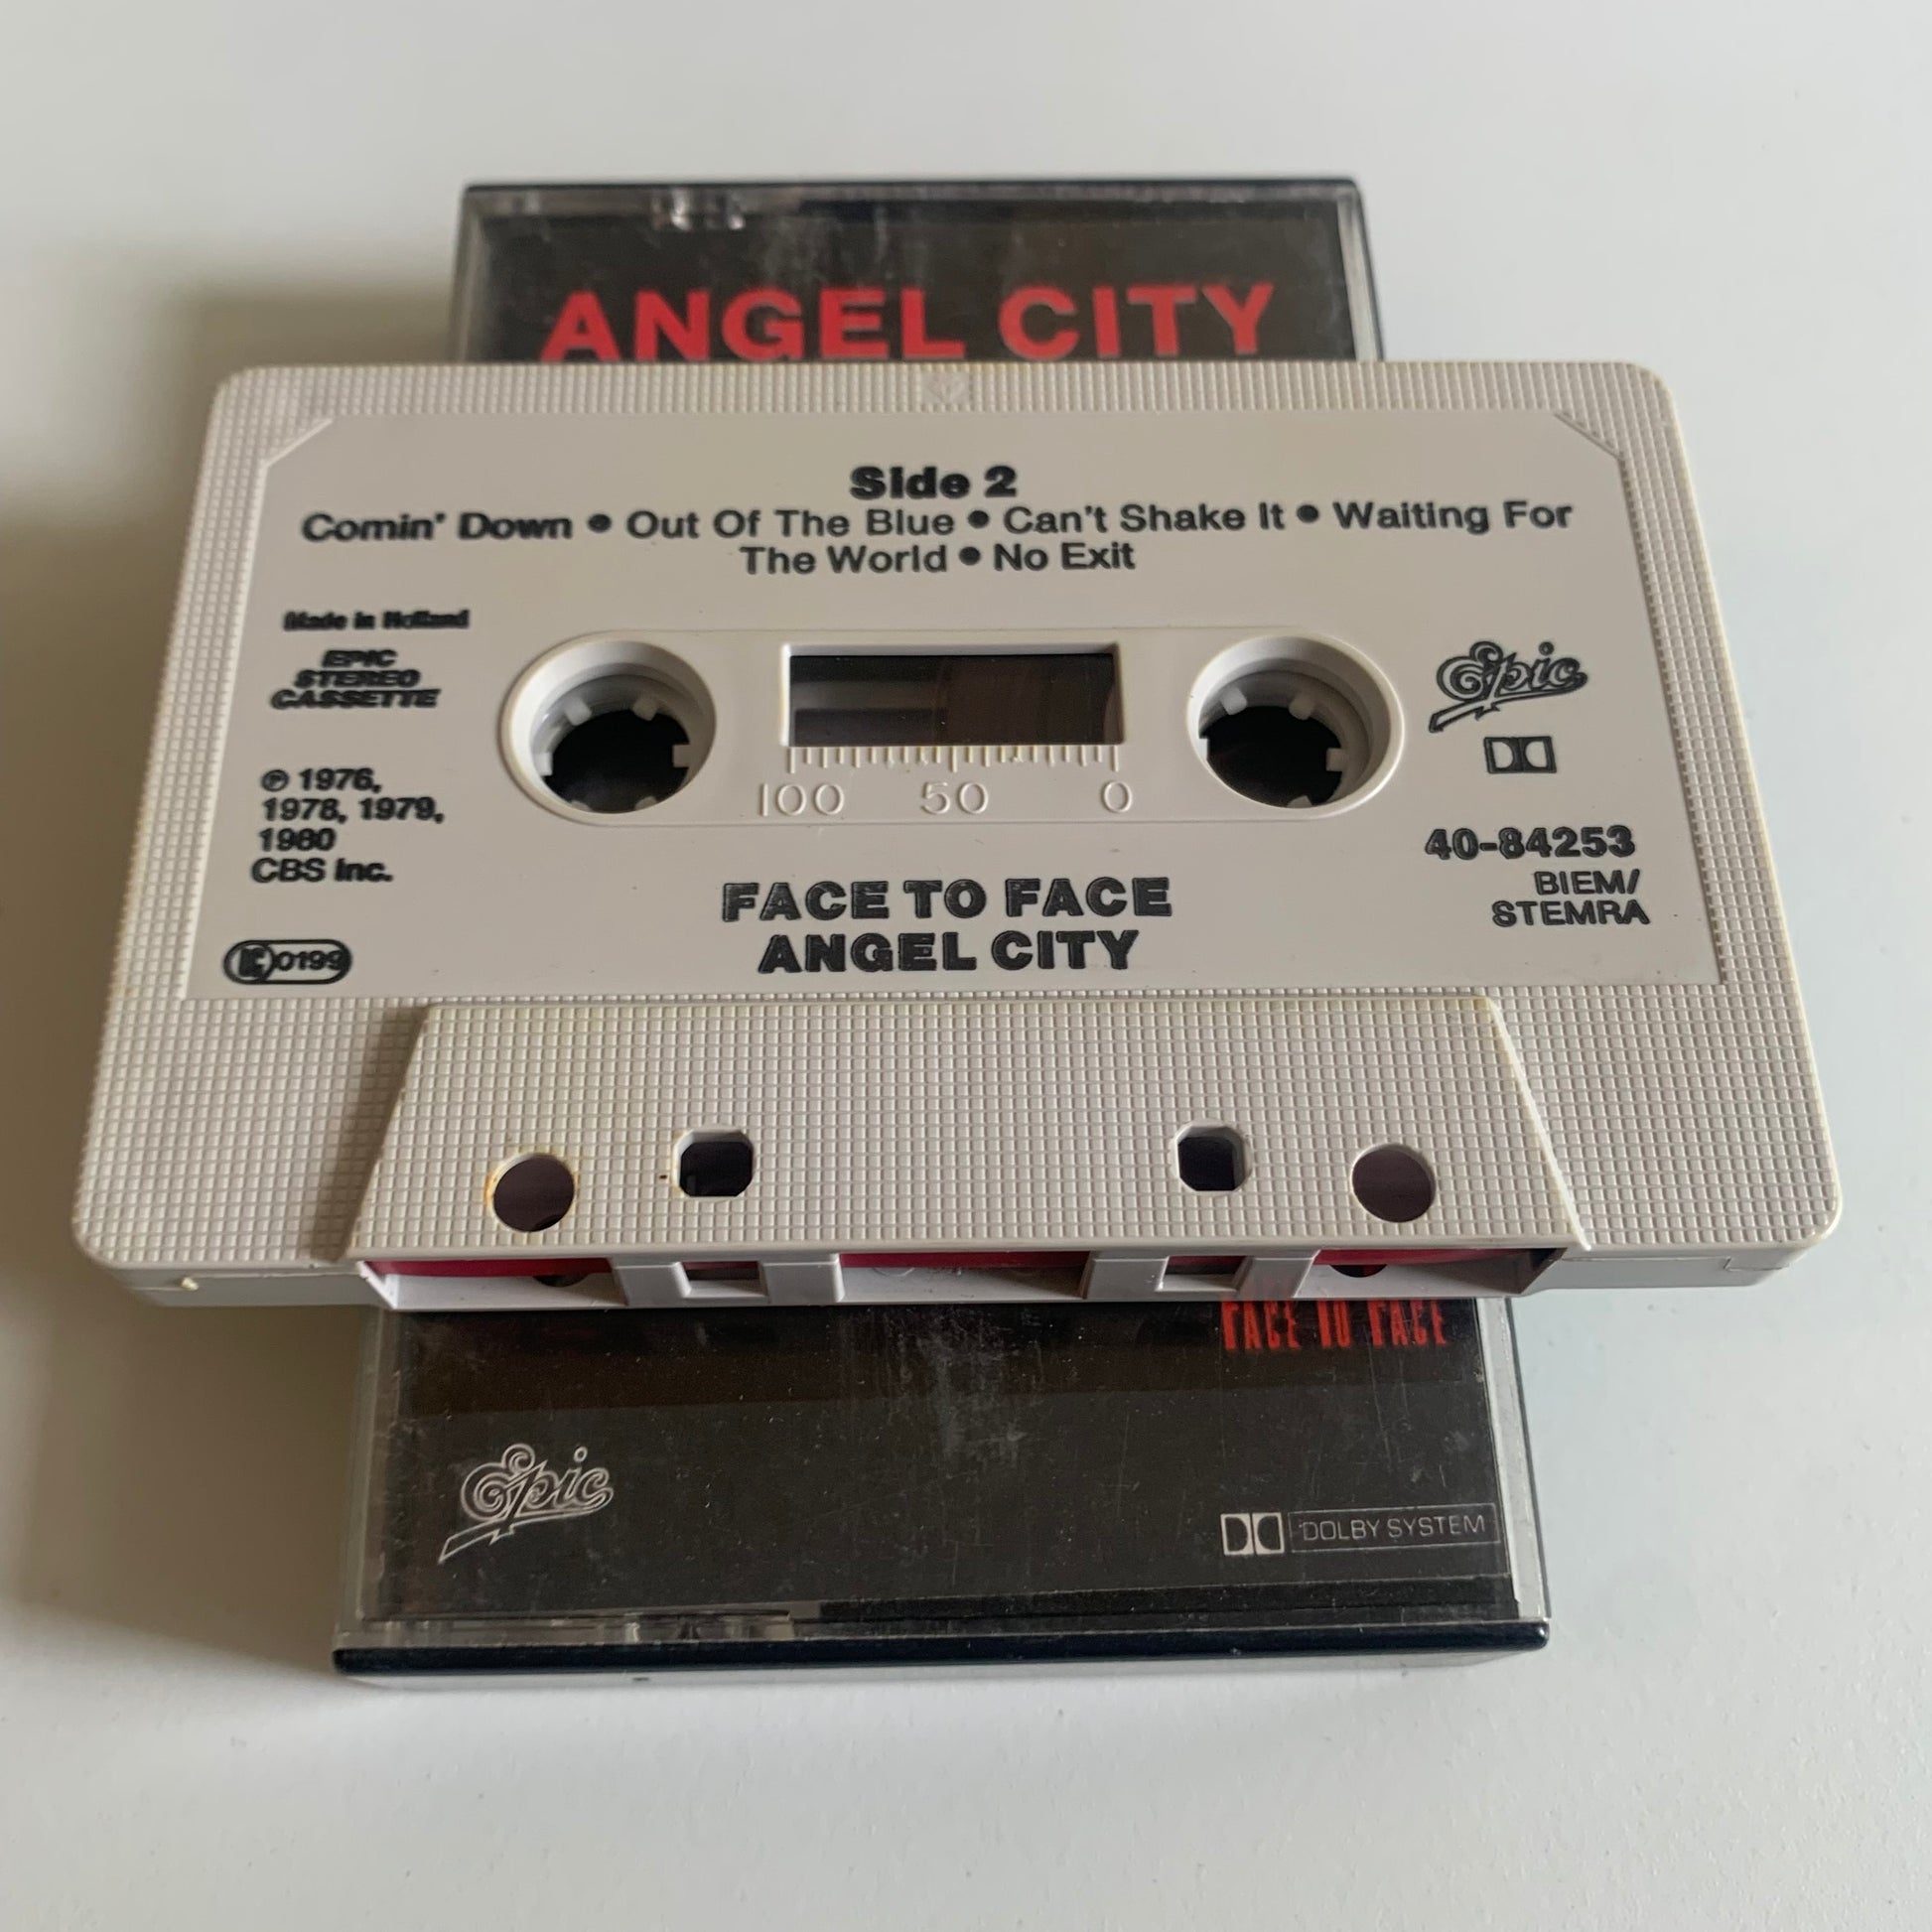 ANGEL CITY
Side 2
Comin' Down • Out Of The Blue • Can't Shake It • Waiting For
The World • No Exit
Made in Holland
EPIC
STEREO
CASSETTE
Epic
℗ 1976,
1978, 1979,
1980
CBS Inc.
100 50 0
40-84253
BIEM/
STEMRA
FACE TO FACE
ANGEL CITY
0199
FACE TO FACE
Epic
DOLBY SYSTEM